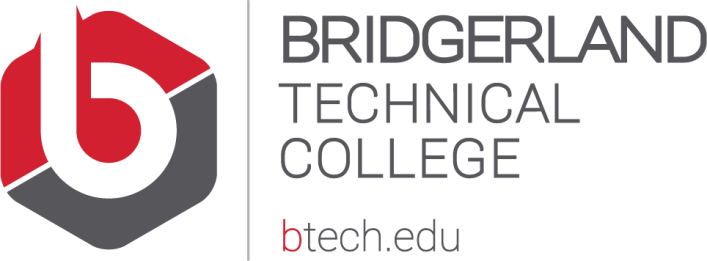 b
BRIDGERLAND
TECHNICAL
COLLEGE
btech.edu